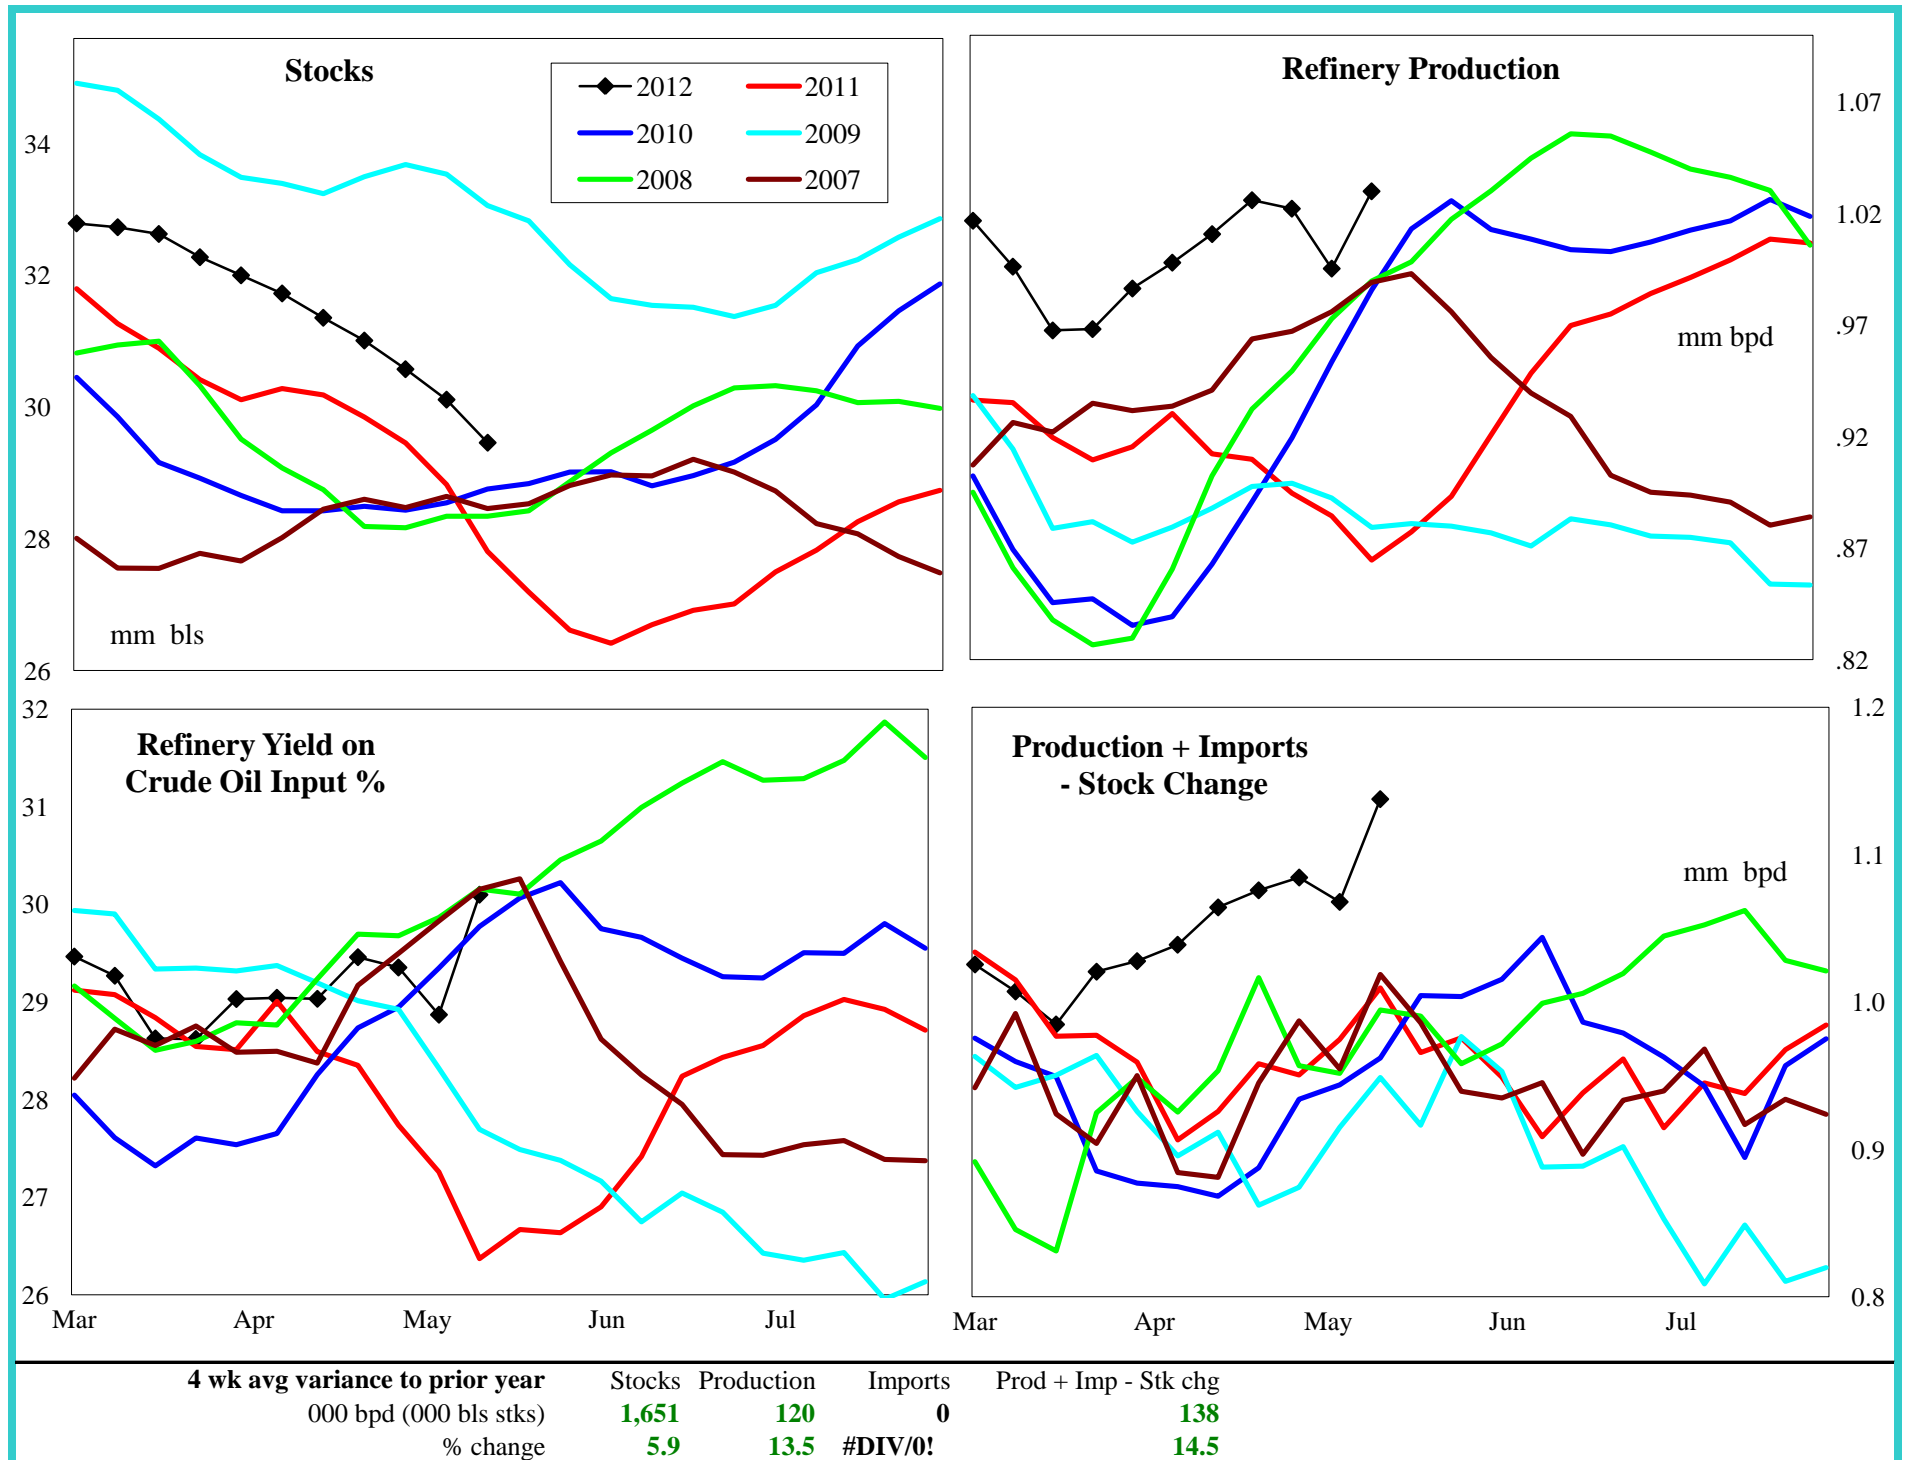 Stocks
2012 2011
2010 2009
2008 2007
34
32
30
28
26
mm bls
Refinery Production
1.07
1.02
.97
.92
.87
.82
mm bpd
Refinery Yield on
Crude Oil Input %
32
31
30
29
28
27
26
Mar Apr May Jun Jul
Production + Imports
- Stock Change
1.2
1.1
1.0
0.9
0.8
mm bpd
Mar Apr May Jun Jul
4 wk avg variance to prior year Stocks Production Imports Prod + Imp - Stk chg
000 bpd (000 bls stks) 1,651 120 0 138
% change 5.9 13.5 #DIV/0! 14.5